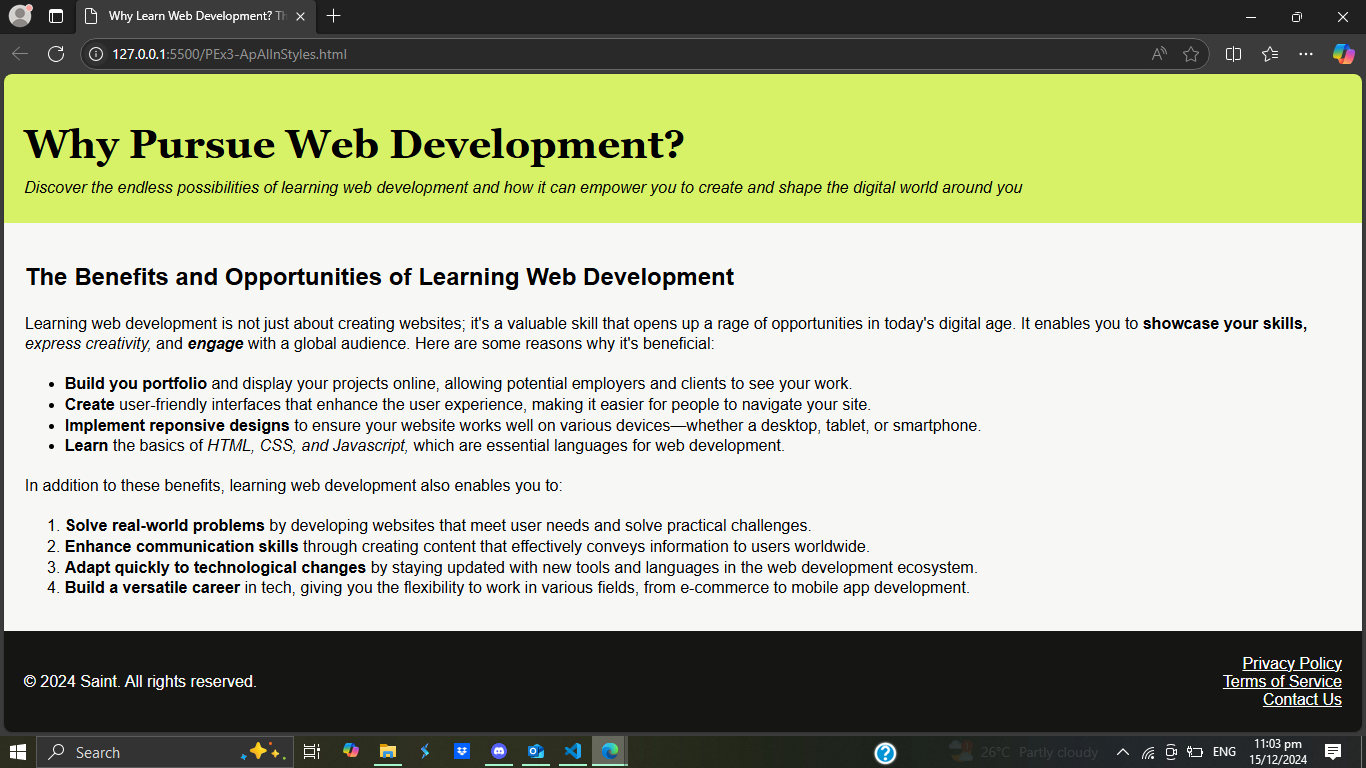 Why Learn Web Development? Th
127.0.0.1:5500/PEx3-ApAllnStyles.html
Why Pursue Web Development?
Discover the endless possibilities of learning web development and how it can empower you to create and shape the digital world around you
The Benefits and Opportunities of Learning Web Development
Learning web development is not just about creating websites; it's a valuable skill that opens up a rage of opportunities in today's digital age. It enables you to showcase your skills,
express creativity, and engage with a global audience. Here are some reasons why it's beneficial:
• Build you portfolio and display your projects online, allowing potential employers and clients to see your work.
• Create user-friendly interfaces that enhance the user experience, making it easier for people to navigate your site.
• Implement reponsive designs to ensure your website works well on various devices—whether a desktop, tablet, or smartphone.
• Learn the basics of HTML, CSS, and Javascript, which are essential languages for web development.
In addition to these benefits, learning web development also enables you to:
1. Solve real-world problems by developing websites that meet user needs and solve practical challenges.
2. Enhance communication skills through creating content that effectively conveys information to users worldwide.
3. Adapt quickly to technological changes by staying updated with new tools and languages in the web development ecosystem.
4. Build a versatile career in tech, giving you the flexibility to work in various fields, from e-commerce to mobile app development.
© 2024 Saint. All rights reserved.
Privacy Policy
Terms of Service
Contact Us
Search
26°C Partly cloudy
ENG
11:03 pm
15/12/2024